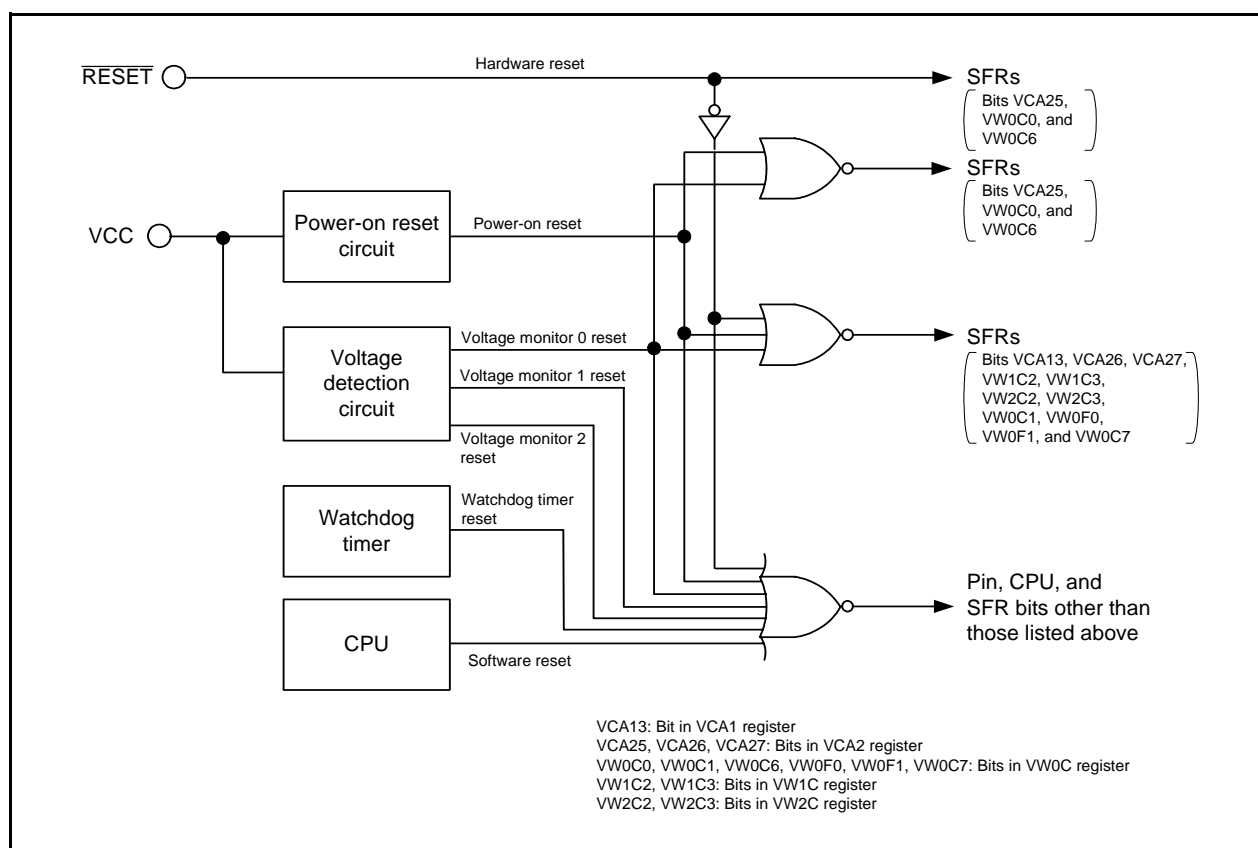 RESET
Hardware reset
SFRs
Bits VCA25,
VW0C0, and
VW0C6
SFRs
Bits VCA25,
VW0C0, and
VW0C6
VCC
Power-on reset
circuit
Power-on reset
Voltage
detection
circuit
Voltage monitor 0 reset
Voltage monitor 1 reset
Voltage monitor 2
reset
SFRs
Bits VCA13, VCA26, VCA27,
VW1C2, VW1C3,
VW2C2, VW2C3,
VW0C1, VW0F0,
VW0F1, and VW0C7
Watchdog
timer
Watchdog timer
reset
CPU
Software reset
Pin, CPU, and
SFR bits other than
those listed above
VCA13: Bit in VCA1 register
VCA25, VCA26, VCA27: Bits in VCA2 register
VW0C0, VW0C1, VW0C6, VW0F0, VW0F1, VW0C7: Bits in VW0C register
VW1C2, VW1C3: Bits in VW1C register
VW2C2, VW2C3: Bits in VW2C register